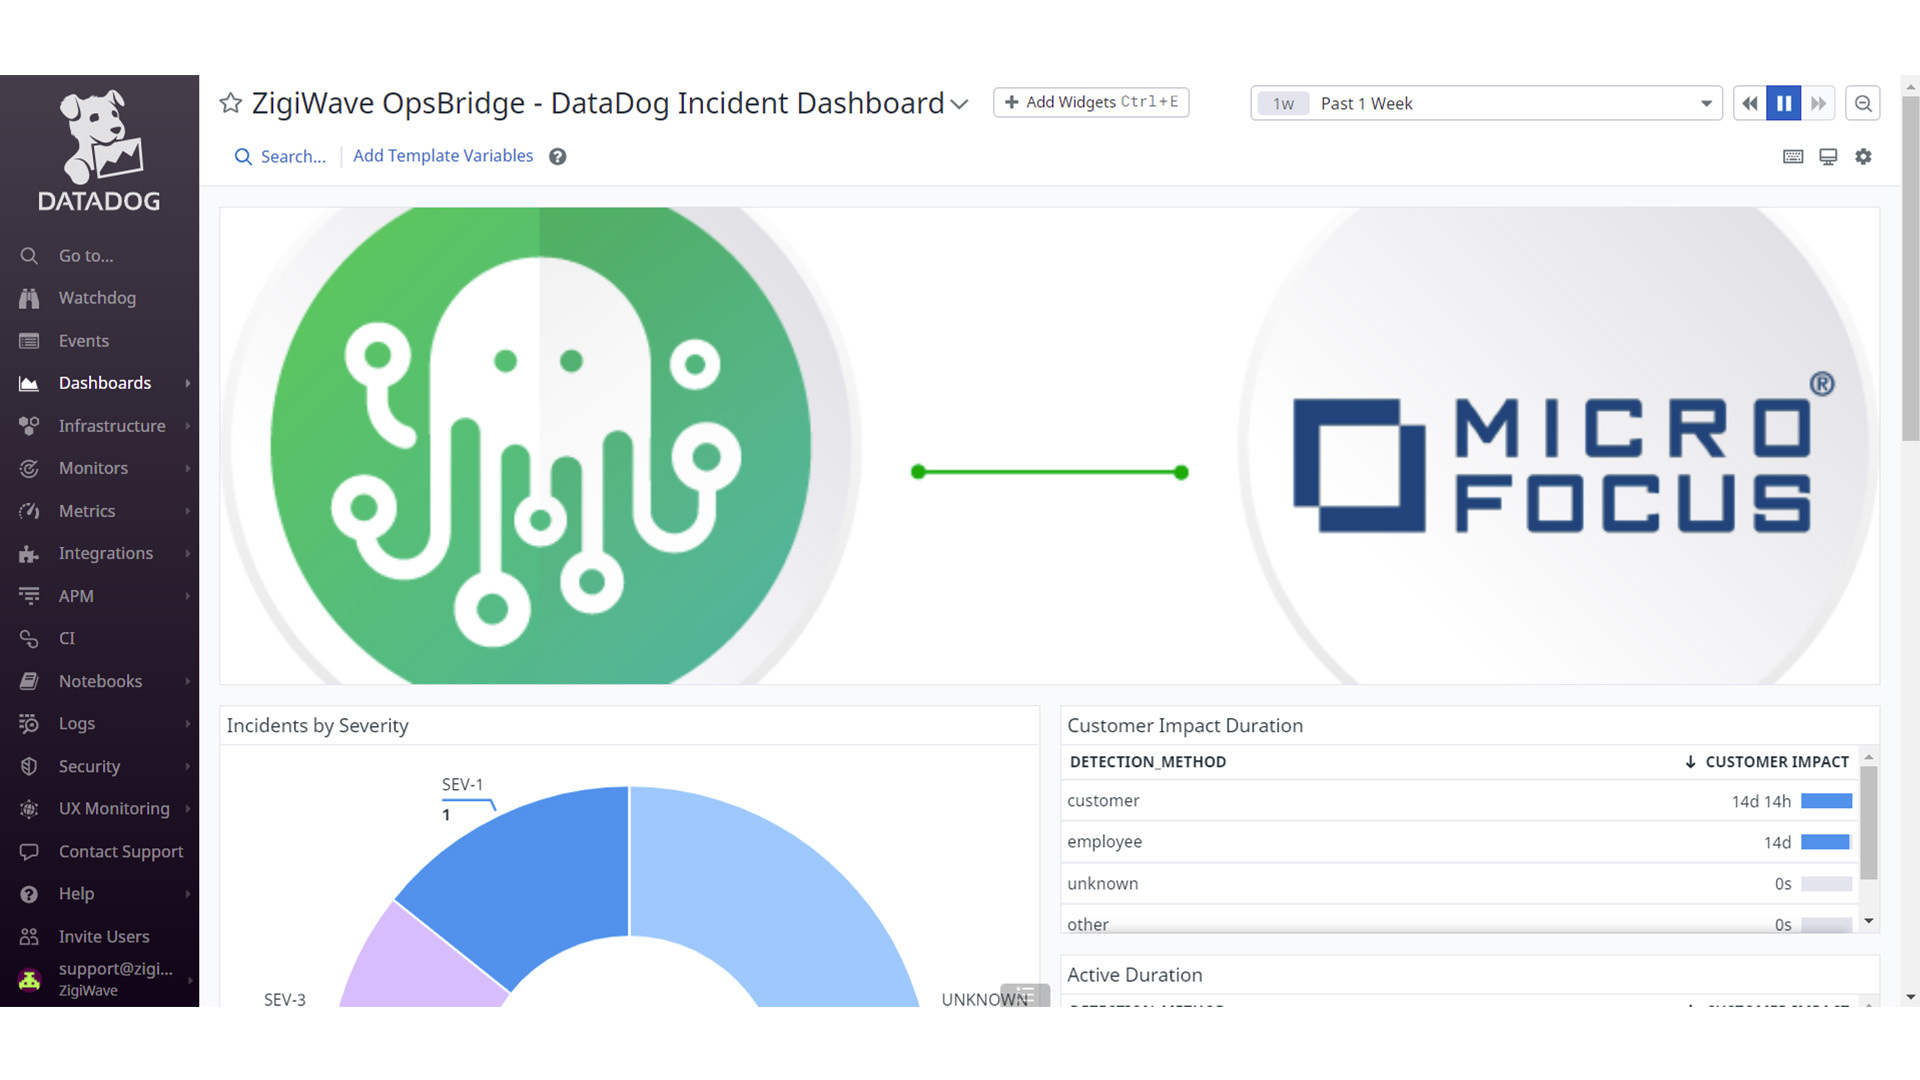 DATADOG
Go to...
Watchdog
Events
Dashboards
Infrastructure
Monitors
Metrics
Integrations
APM
CI
Notebooks
Logs
Security
UX Monitoring
Contact Support
Help
Invite Users
support@zigi...
ZigiWave
ZigiWave OpsBridge - DataDog Incident Dashboard
Add Widgets Ctrl+E
1w Past 1 Week
Search... Add Template Variables
MICRO®
FOCUS
Incidents by Severity
SEV-1
1
SEV-3
UNKNOWN
Customer Impact Duration
DETECTION_METHOD CUSTOMER IMPACT
customer 14d 14h
employee 14d
unknown 0s
other 0s
Active Duration
DETECTION_METHOD CUSTOMER IMPACT